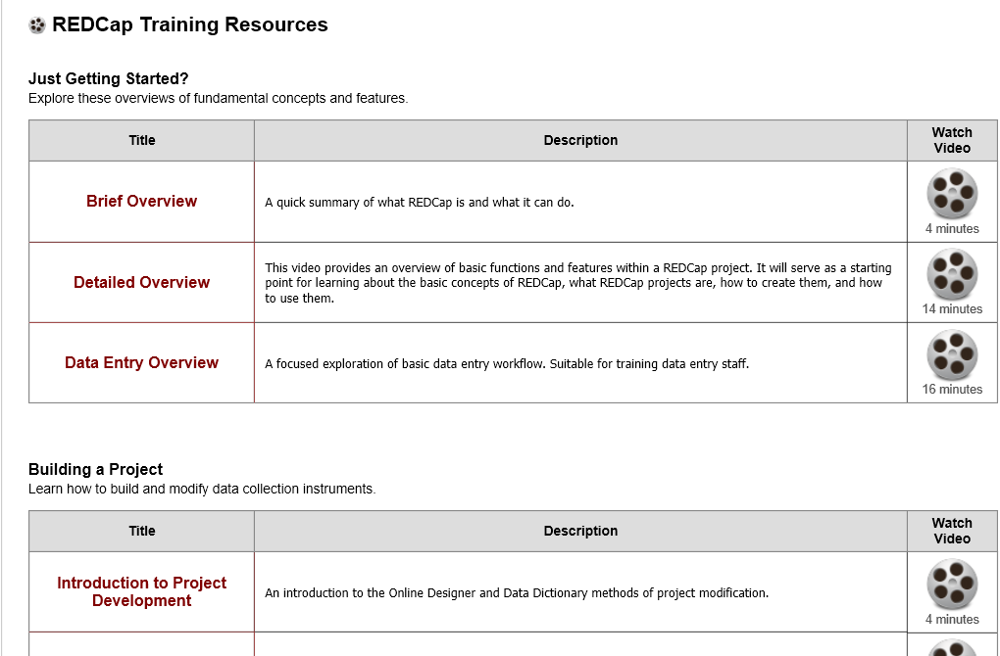 REDCap Training Resources
Just Getting Started?
Explore these overviews of fundamental concepts and features.
Title
Description
Watch
Video
Brief Overview
A quick summary of what REDCap is and what it can do.
4 minutes
Detailed Overview
This video provides an overview of basic functions and features within a REDCap project. It will serve as a starting
point for learning about the basic concepts of REDCap, what REDCap projects are, how to create them, and how
to use them.
14 minutes
Data Entry Overview
A focused exploration of basic data entry workflow. Suitable for training data entry staff.
16 minutes
Building a Project
Learn how to build and modify data collection instruments.
Title
Description
Watch
Video
Introduction to Project
Development
An introduction to the Online Designer and Data Dictionary methods of project modification.
4 minutes